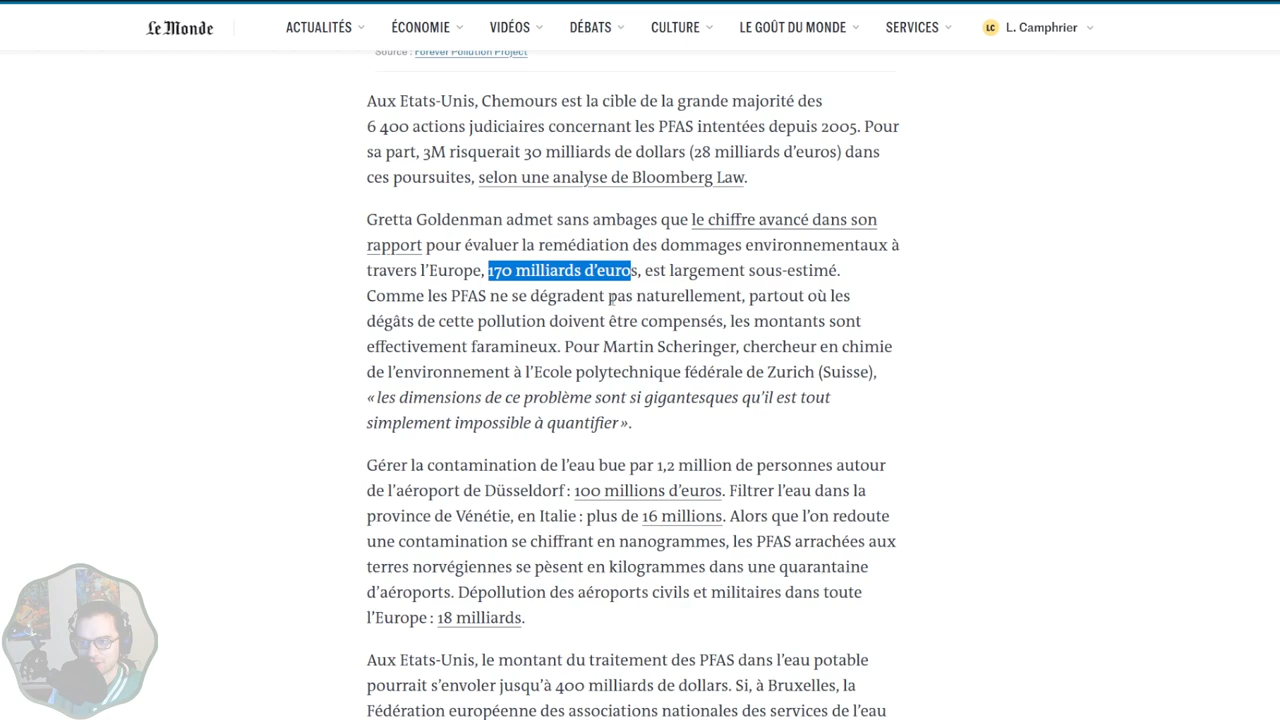 Le Monde
ACTUALITÉS ÉCONOMIE VIDÉOS DÉBATS CULTURE LE GOÛT DU MONDE SERVICES LC L. Camphrier
Source : Forever Pollution Project
Aux Etats-Unis, Chemours est la cible de la grande majorité des
6 400 actions judiciaires concernant les PFAS intentées depuis 2005. Pour
sa part, 3M risquerait 30 milliards de dollars (28 milliards d’euros) dans
ces poursuites, selon une analyse de Bloomberg Law.
Gretta Goldenman admet sans ambages que le chiffre avancé dans son
rapport pour évaluer la remédiation des dommages environnementaux à
travers l’Europe, 170 milliards d’euros, est largement sous-estimé.
Comme les PFAS ne se dégradent pas naturellement, partout où les
dégâts de cette pollution doivent être compensés, les montants sont
effectivement faramineux. Pour Martin Scheringer, chercheur en chimie
de l’environnement à l’Ecole polytechnique fédérale de Zurich (Suisse),
« les dimensions de ce problème sont si gigantesques qu’il est tout
simplement impossible à quantifier ».
Gérer la contamination de l’eau bue par 1,2 million de personnes autour
de l’aéroport de Düsseldorf : 100 millions d’euros. Filtrer l’eau dans la
province de Vénétie, en Italie : plus de 16 millions. Alors que l’on redoute
une contamination se chiffrant en nanogrammes, les PFAS arrachées aux
terres norvégiennes se pèsent en kilogrammes dans une quarantaine
d’aéroports. Dépollution des aéroports civils et militaires dans toute
l’Europe : 18 milliards.
Aux Etats-Unis, le montant du traitement des PFAS dans l’eau potable
pourrait s’envoler jusqu’à 400 milliards de dollars. Si, à Bruxelles, la
Fédération européenne des associations nationales des services de l’eau